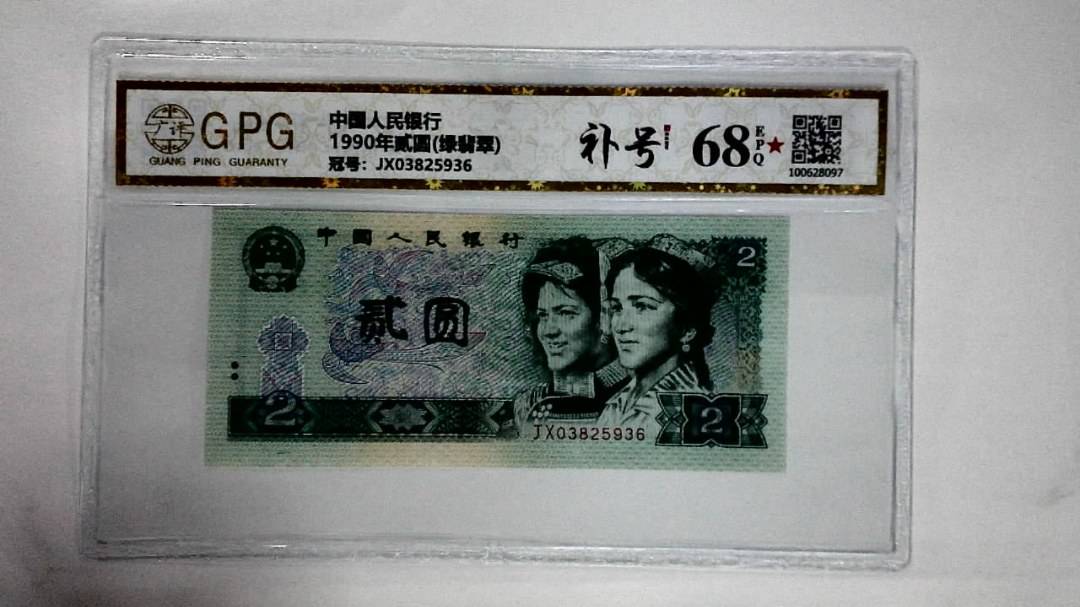 广评
GPG
GUANG PING GUARANTY
中国人民银行
1990年贰圆(绿翡翠)
冠号：JX03825936
补号
68
EPQ
100628097
中国人民银行
2
贰圆
2
2
JX03825936